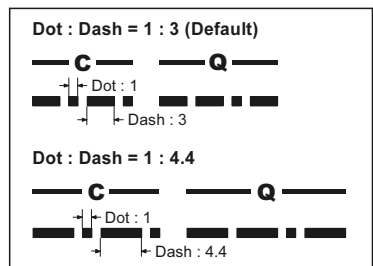 Dot : Dash = 1 : 3 (Default)
C Q
Dot : 1
Dash : 3
Dot : Dash = 1 : 4.4
C Q
Dot : 1
Dash : 4.4